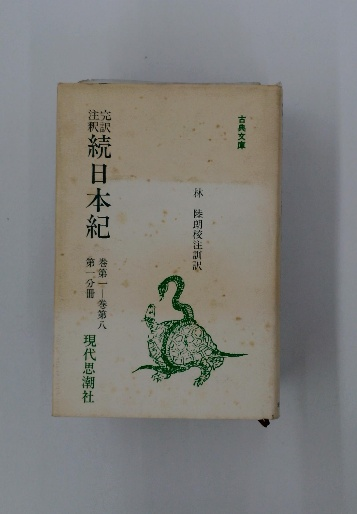 古典文庫
林 陸朗校注訓訳
完訳
注釈
続日本紀
巻第一―巻第八
第一分冊
現代思潮社